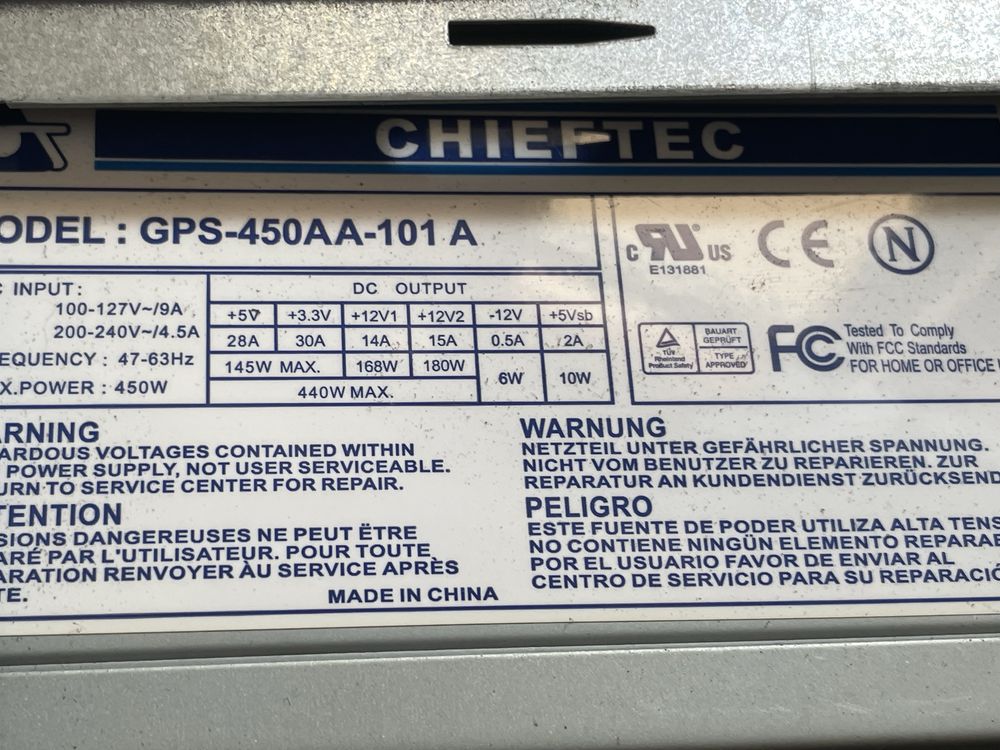 CHIEFTEC
ODEL : GPS-450AA-101 A
C INPUT:
100-127V~/9A
200-240V~/4.5A
EQUENCY : 47-63Hz
X.POWER : 450W
DC OUTPUT
+5V +3.3V +12V1 +12V2 -12V +5Vsb
28A 30A 14A 15A 0.5A 2A
145W MAX. 168W 180W 6W 10W
440W MAX.
C RU US
E131881
CE
N
TÜV
Rheinland
Product Safety
BAUART
GEPRÜFT
TYPE
APPROVED
FC Tested To Comply
With FCC Standards
FOR HOME OR OFFICE
RNING
ARDOUS VOLTAGES CONTAINED WITHIN
POWER SUPPLY, NOT USER SERVICEABLE.
URN TO SERVICE CENTER FOR REPAIR.
TENTION
SIONS DANGEREUSES NE PEUT ËTRE
ARÉ PAR L'UTILISATEUR. POUR TOUTE
ARATION RENVOYER ÀU SERVICE APRÈS
TE.
MADE IN CHINA
WARNUNG
NETZTEIL UNTER GEFÄHRLICHER SPANNUNG.
NICHT VOM BENUTZER ZU REPARIEREN. ZUR
REPARATUR AN KUNDENDIENST ZURÜCKSEND
PELIGRO
ESTE FUENTE DE PODER UTILIZA ALTA TENS
NO CONTIENE NINGÚN ELEMENTO REPARAB
POR EL USUARIO FAVOR DE ENVIAR AL
CENTRO DE SERVICIO PARA SU REPARACIÓ